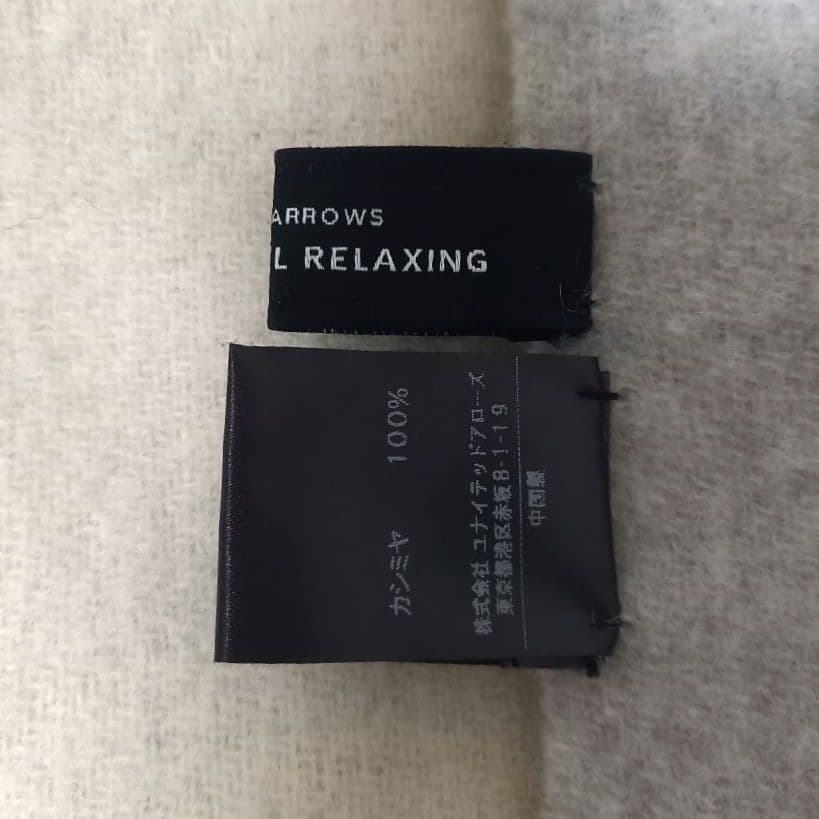 ARROWS
L RELAXING
カシミヤ 100%
株式会社 ユナイテッドアローズ
東京都港区赤坂8-1-19
中国製